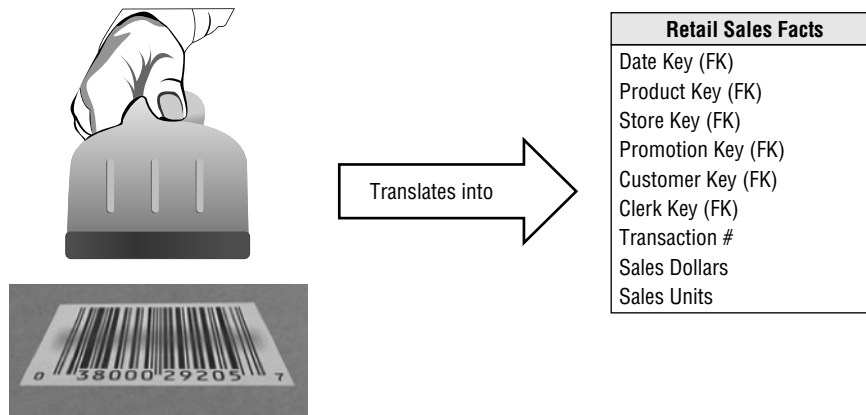 Translates into
Retail Sales Facts
Date Key (FK)
Product Key (FK)
Store Key (FK)
Promotion Key (FK)
Customer Key (FK)
Clerk Key (FK)
Transaction #
Sales Dollars
Sales Units
0 38000 29205 7